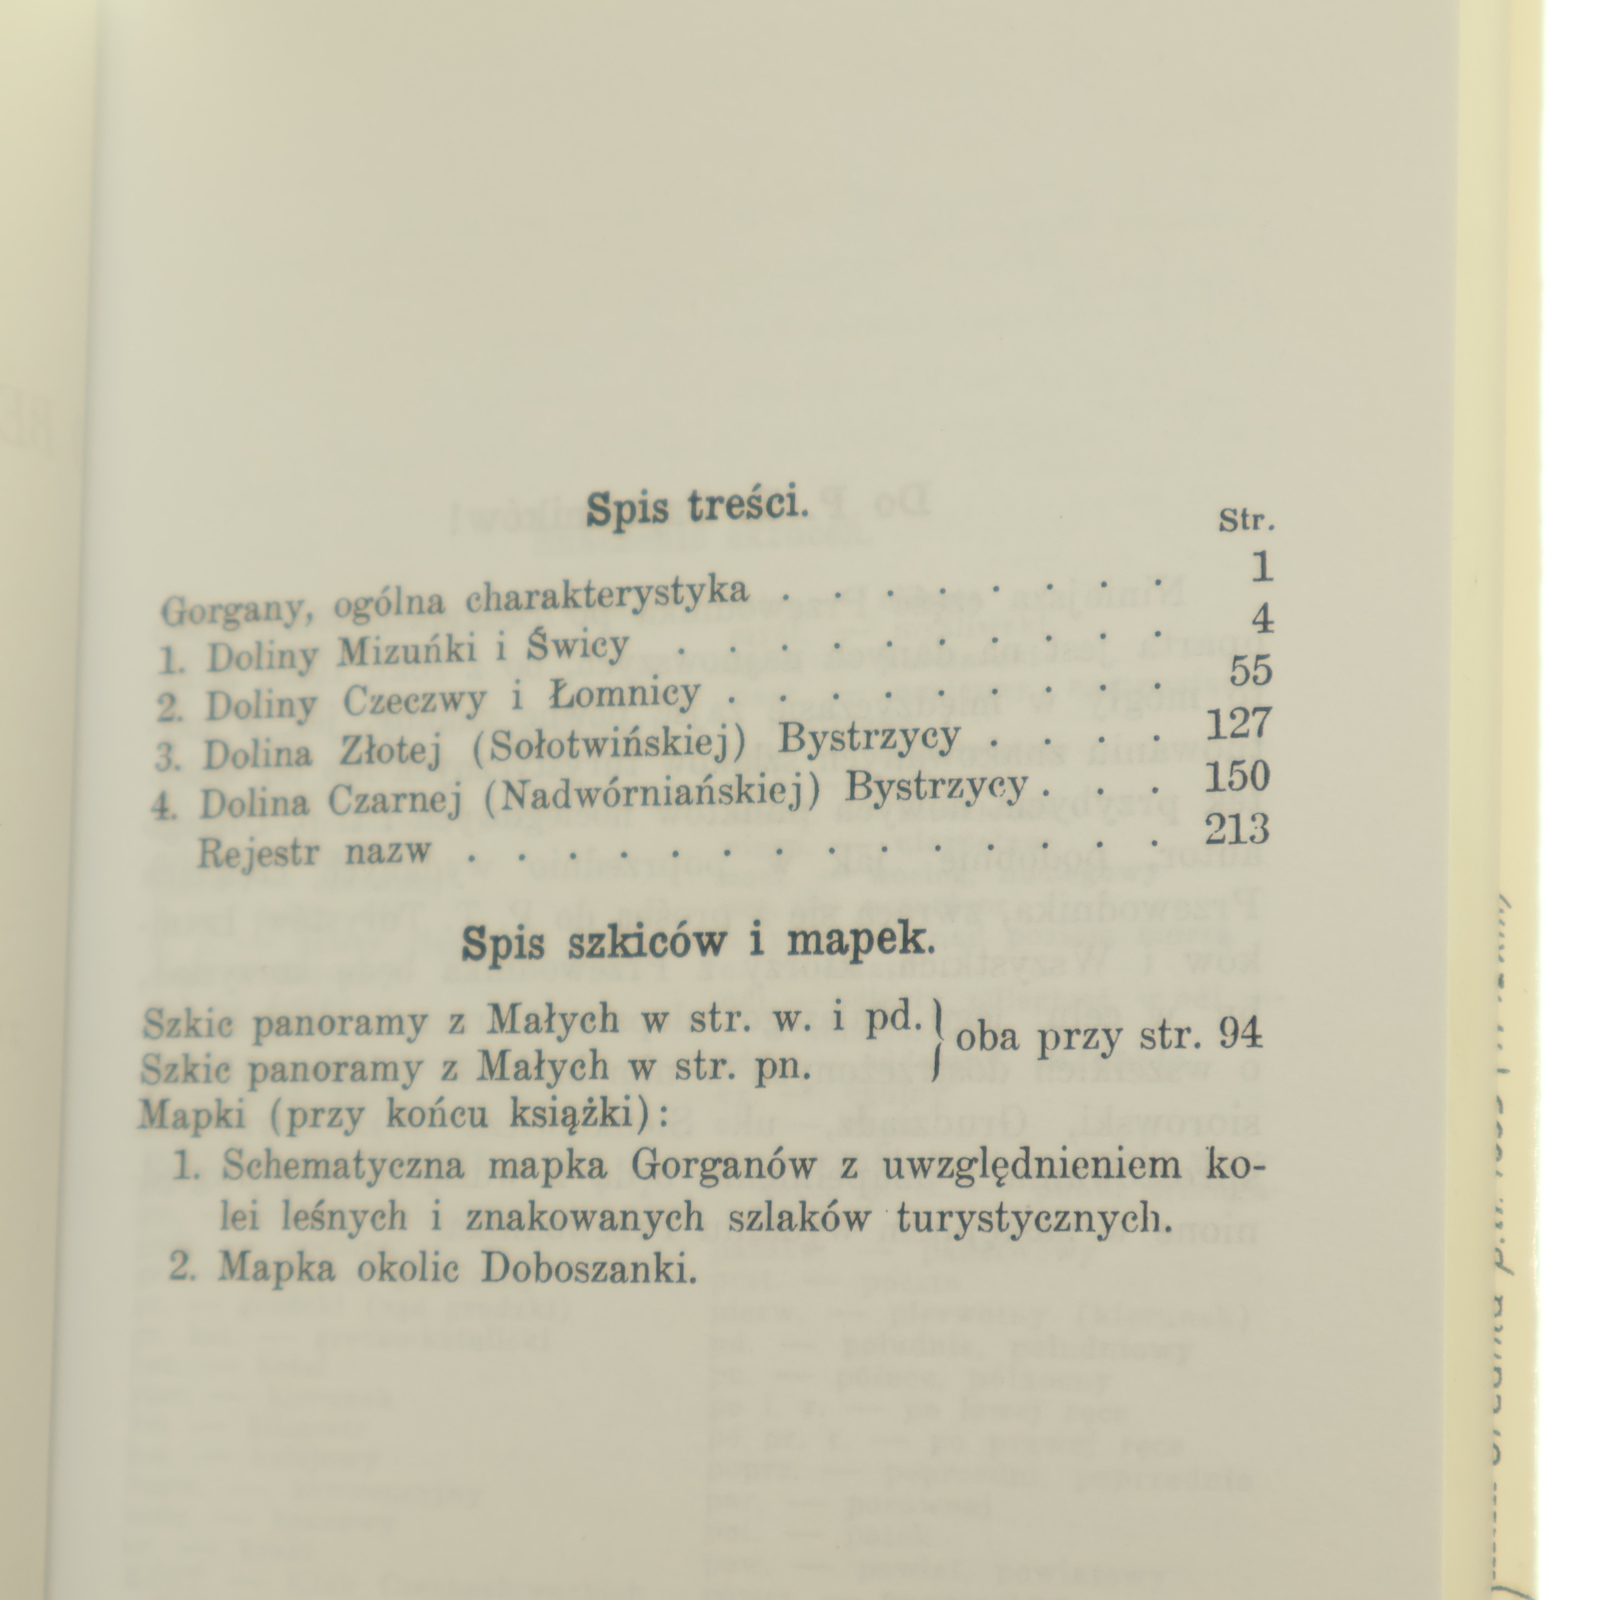 Spis treści.
Str.
Gorgany, ogólna charakterystyka . . . . . . . . 1
1. Doliny Mizuńki i Świcy . . . . . . . . . . 4
2. Doliny Czeczwy i Łomnicy . . . . . . . . . 55
3. Dolina Złotej (Sołotwińskiej) Bystrzycy . . . . 127
4. Dolina Czarnej (Nadwórniańskiej) Bystrzycy . . . 150
Rejestr nazw . . . . . . . . . . . . . . 213
Spis szkiców i mapek.
Szkic panoramy z Małych w str. w. i pd. } oba przy str. 94
Szkic panoramy z Małych w str. pn.
Mapki (przy końcu książki):
1. Schematyczna mapka Gorganów z uwzględnieniem ko-
lei leśnych i znakowanych szlaków turystycznych.
2. Mapka okolic Doboszanki.